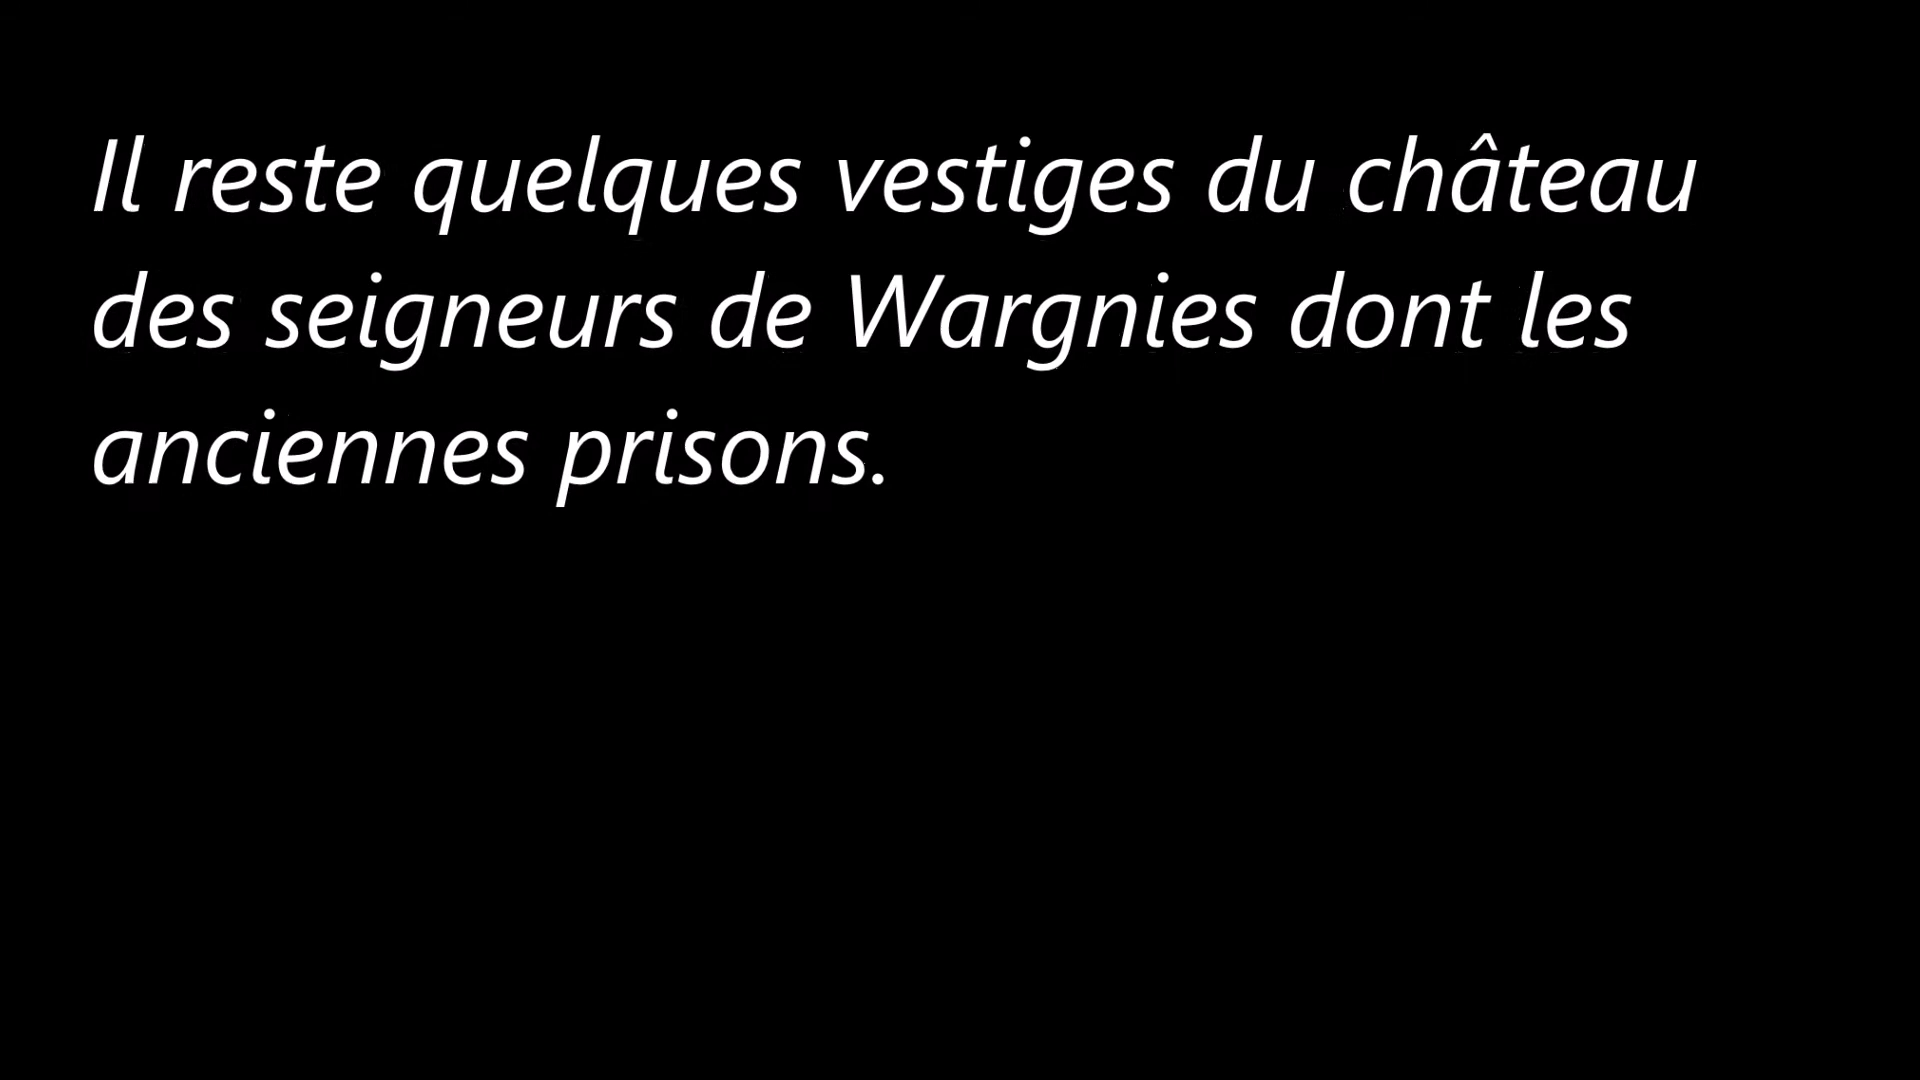 Il reste quelques vestiges du château
des seigneurs de Wargnies dont les
anciennes prisons.